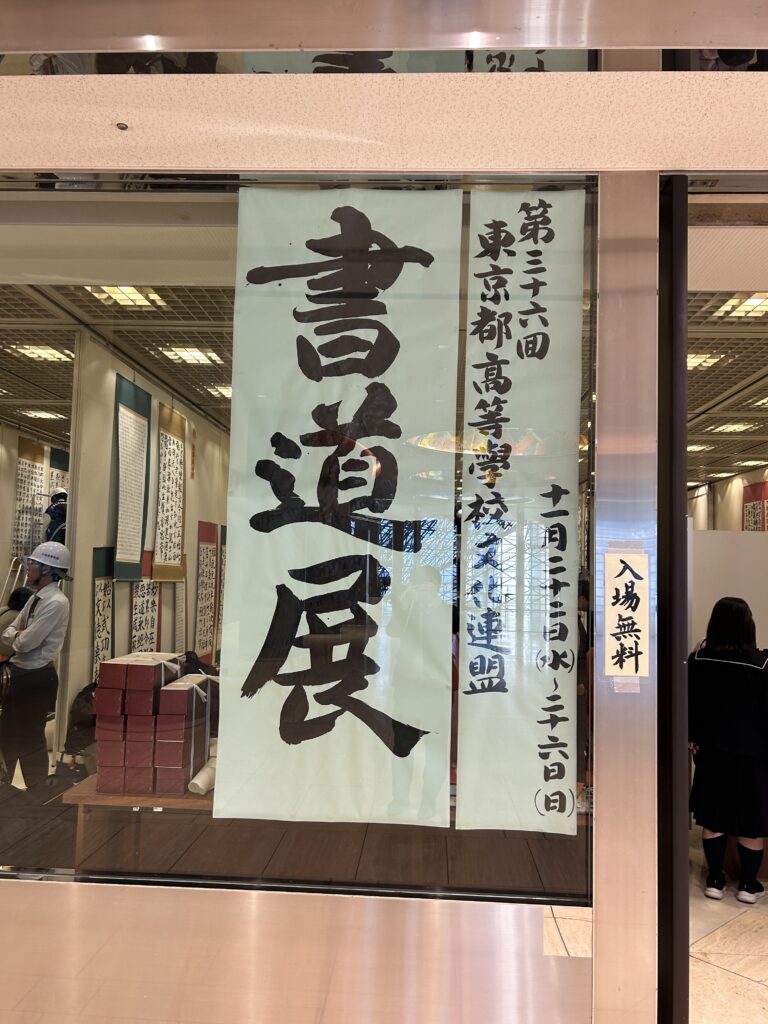 第三十六回
東京都高等學校文化連盟
十一月二十二日(水)~二十六日(日)
書道展
入場無料